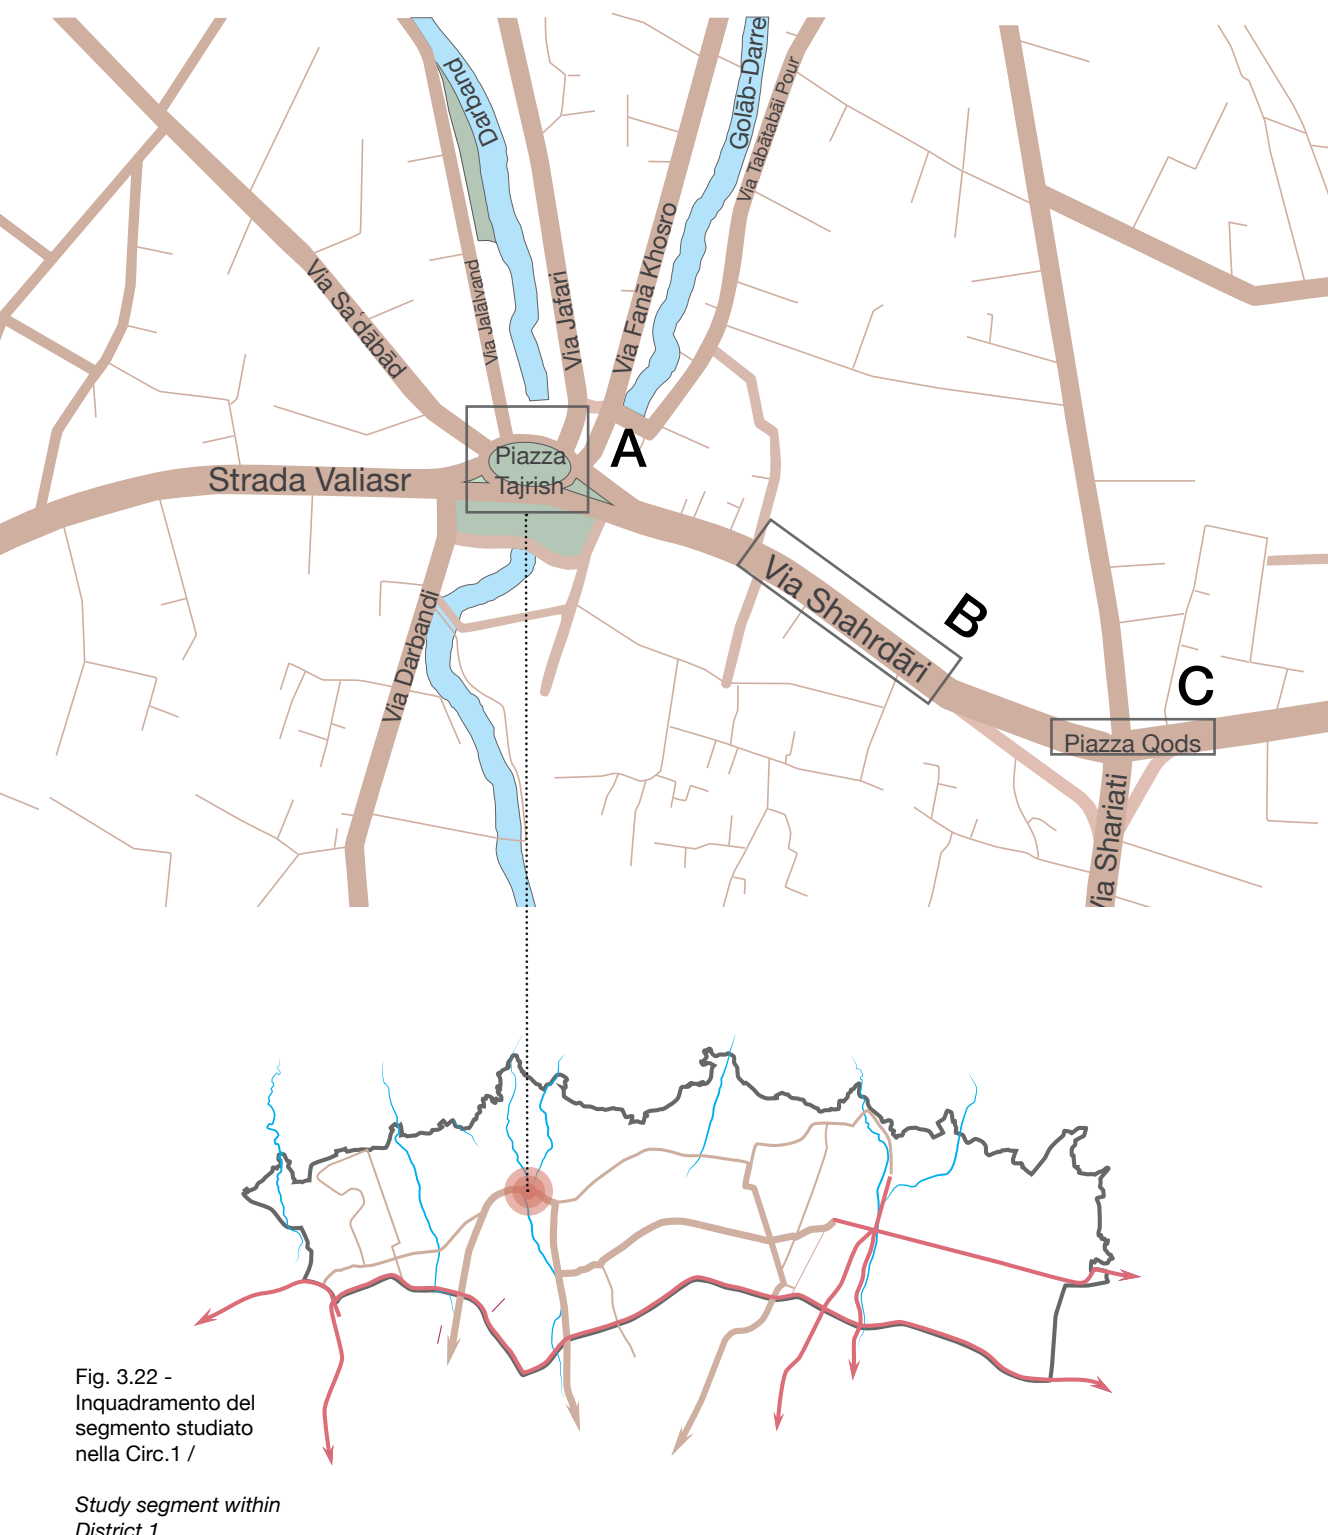 Darband
Golāb-Darre
Via Tabātabāi Pour
Via Sa'dābād
Via Jalālvand
Via Jafari
Via Fanā Khosro
A
Piazza
Tajrish
Strada Valiasr
Via Shahrdāri
B
Via Darbandi
C
Piazza Qods
Via Shariati
Fig. 3.22 -
Inquadramento del
segmento studiato
nella Circ.1 /
Study segment within
District 1